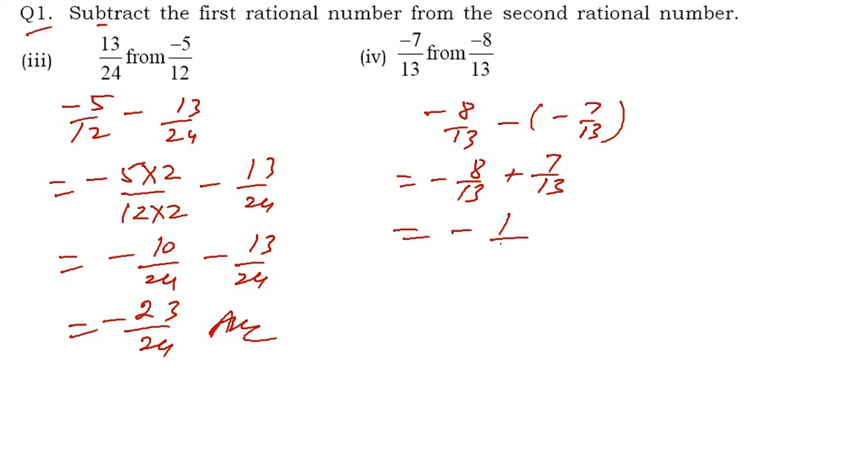 Q1. Subtract the first rational number from the second rational number.
(iii) 13/24 from -5/12
-5/12 - 13/24
= - 5×2/12×2 - 13/24
= - 10/24 - 13/24
= - 23/24 Ans
(iv) -7/13 from -8/13
- 8/13 - (- 7/13)
= - 8/13 + 7/13
= - 1/